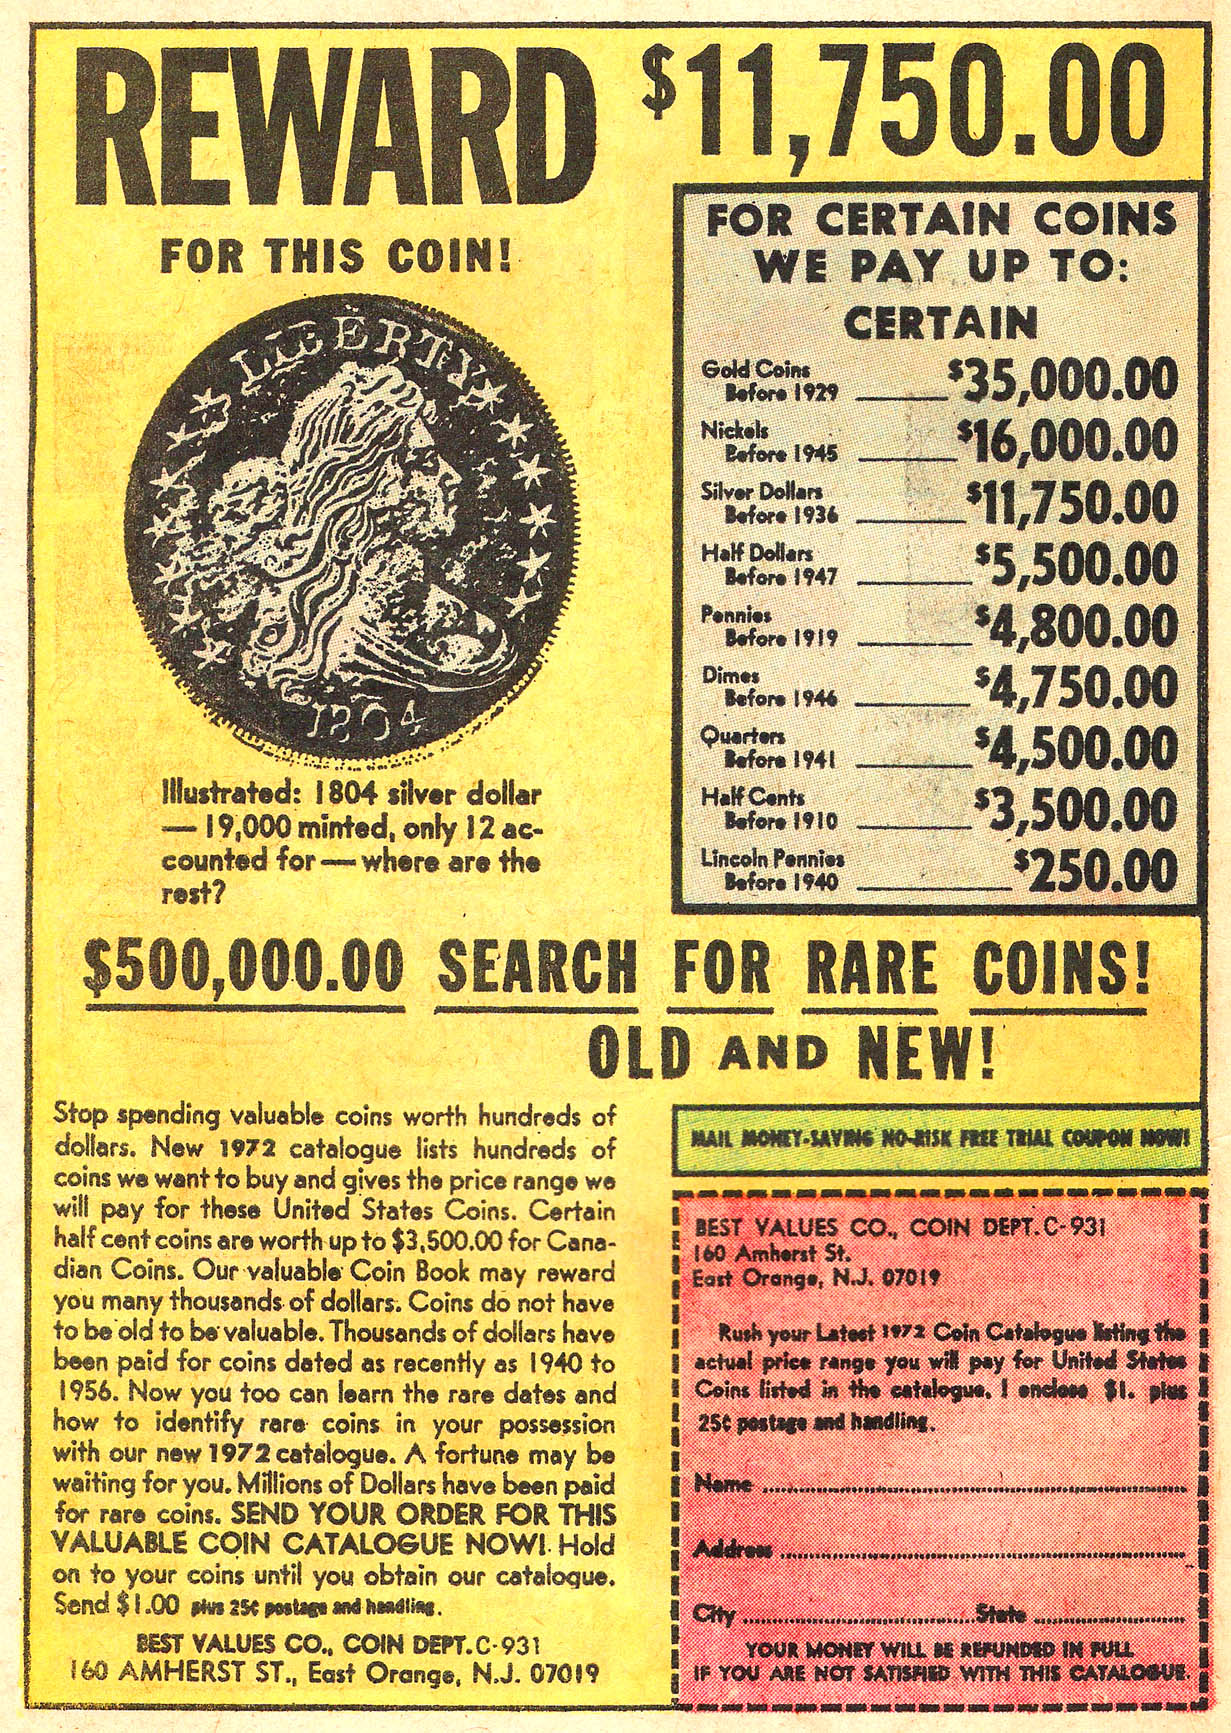 REWARD $11,750.00
FOR THIS COIN!
LIBERTY
1804
Illustrated: 1804 silver dollar
— 19,000 minted, only 12 ac-
counted for — where are the
rest?
FOR CERTAIN COINS
WE PAY UP TO:
CERTAIN
Gold Coins
Before 1929 $35,000.00
Nickels
Before 1945 $16,000.00
Silver Dollars
Before 1936 $11,750.00
Half Dollars
Before 1947 $5,500.00
Pennies
Before 1919 $4,800.00
Dimes
Before 1946 $4,750.00
Quarters
Before 1941 $4,500.00
Half Cents
Before 1910 $3,500.00
Lincoln Pennies
Before 1940 $250.00
$500,000.00 SEARCH FOR RARE COINS!
OLD AND NEW!
Stop spending valuable coins worth hundreds of
dollars. New 1972 catalogue lists hundreds of
coins we want to buy and gives the price range we
will pay for these United States Coins. Certain
half cent coins are worth up to $3,500.00 for Cana-
dian Coins. Our valuable Coin Book may reward
you many thousands of dollars. Coins do not have
to be old to be valuable. Thousands of dollars have
been paid for coins dated as recently as 1940 to
1956. Now you too can learn the rare dates and
how to identify rare coins in your possession
with our new 1972 catalogue. A fortune may be
waiting for you. Millions of Dollars have been paid
for rare coins. SEND YOUR ORDER FOR THIS
VALUABLE COIN CATALOGUE NOW! Hold
on to your coins until you obtain our catalogue.
Send $1.00 plus 25¢ postage and handling.
BEST VALUES CO., COIN DEPT. C-931
160 AMHERST ST., East Orange, N.J. 07019
MAIL MONEY-SAVING NO-RISK FREE TRIAL COUPON NOW!
BEST VALUES CO., COIN DEPT. C-931
160 Amherst St.
East Orange, N.J. 07019
Rush your Latest 1972 Coin Catalogue listing the
actual price range you will pay for United States
Coins listed in the catalogue. I enclose $1. plus
25¢ postage and handling.
Name
Address
City State
YOUR MONEY WILL BE REFUNDED IN FULL
IF YOU ARE NOT SATISFIED WITH THIS CATALOGUE.